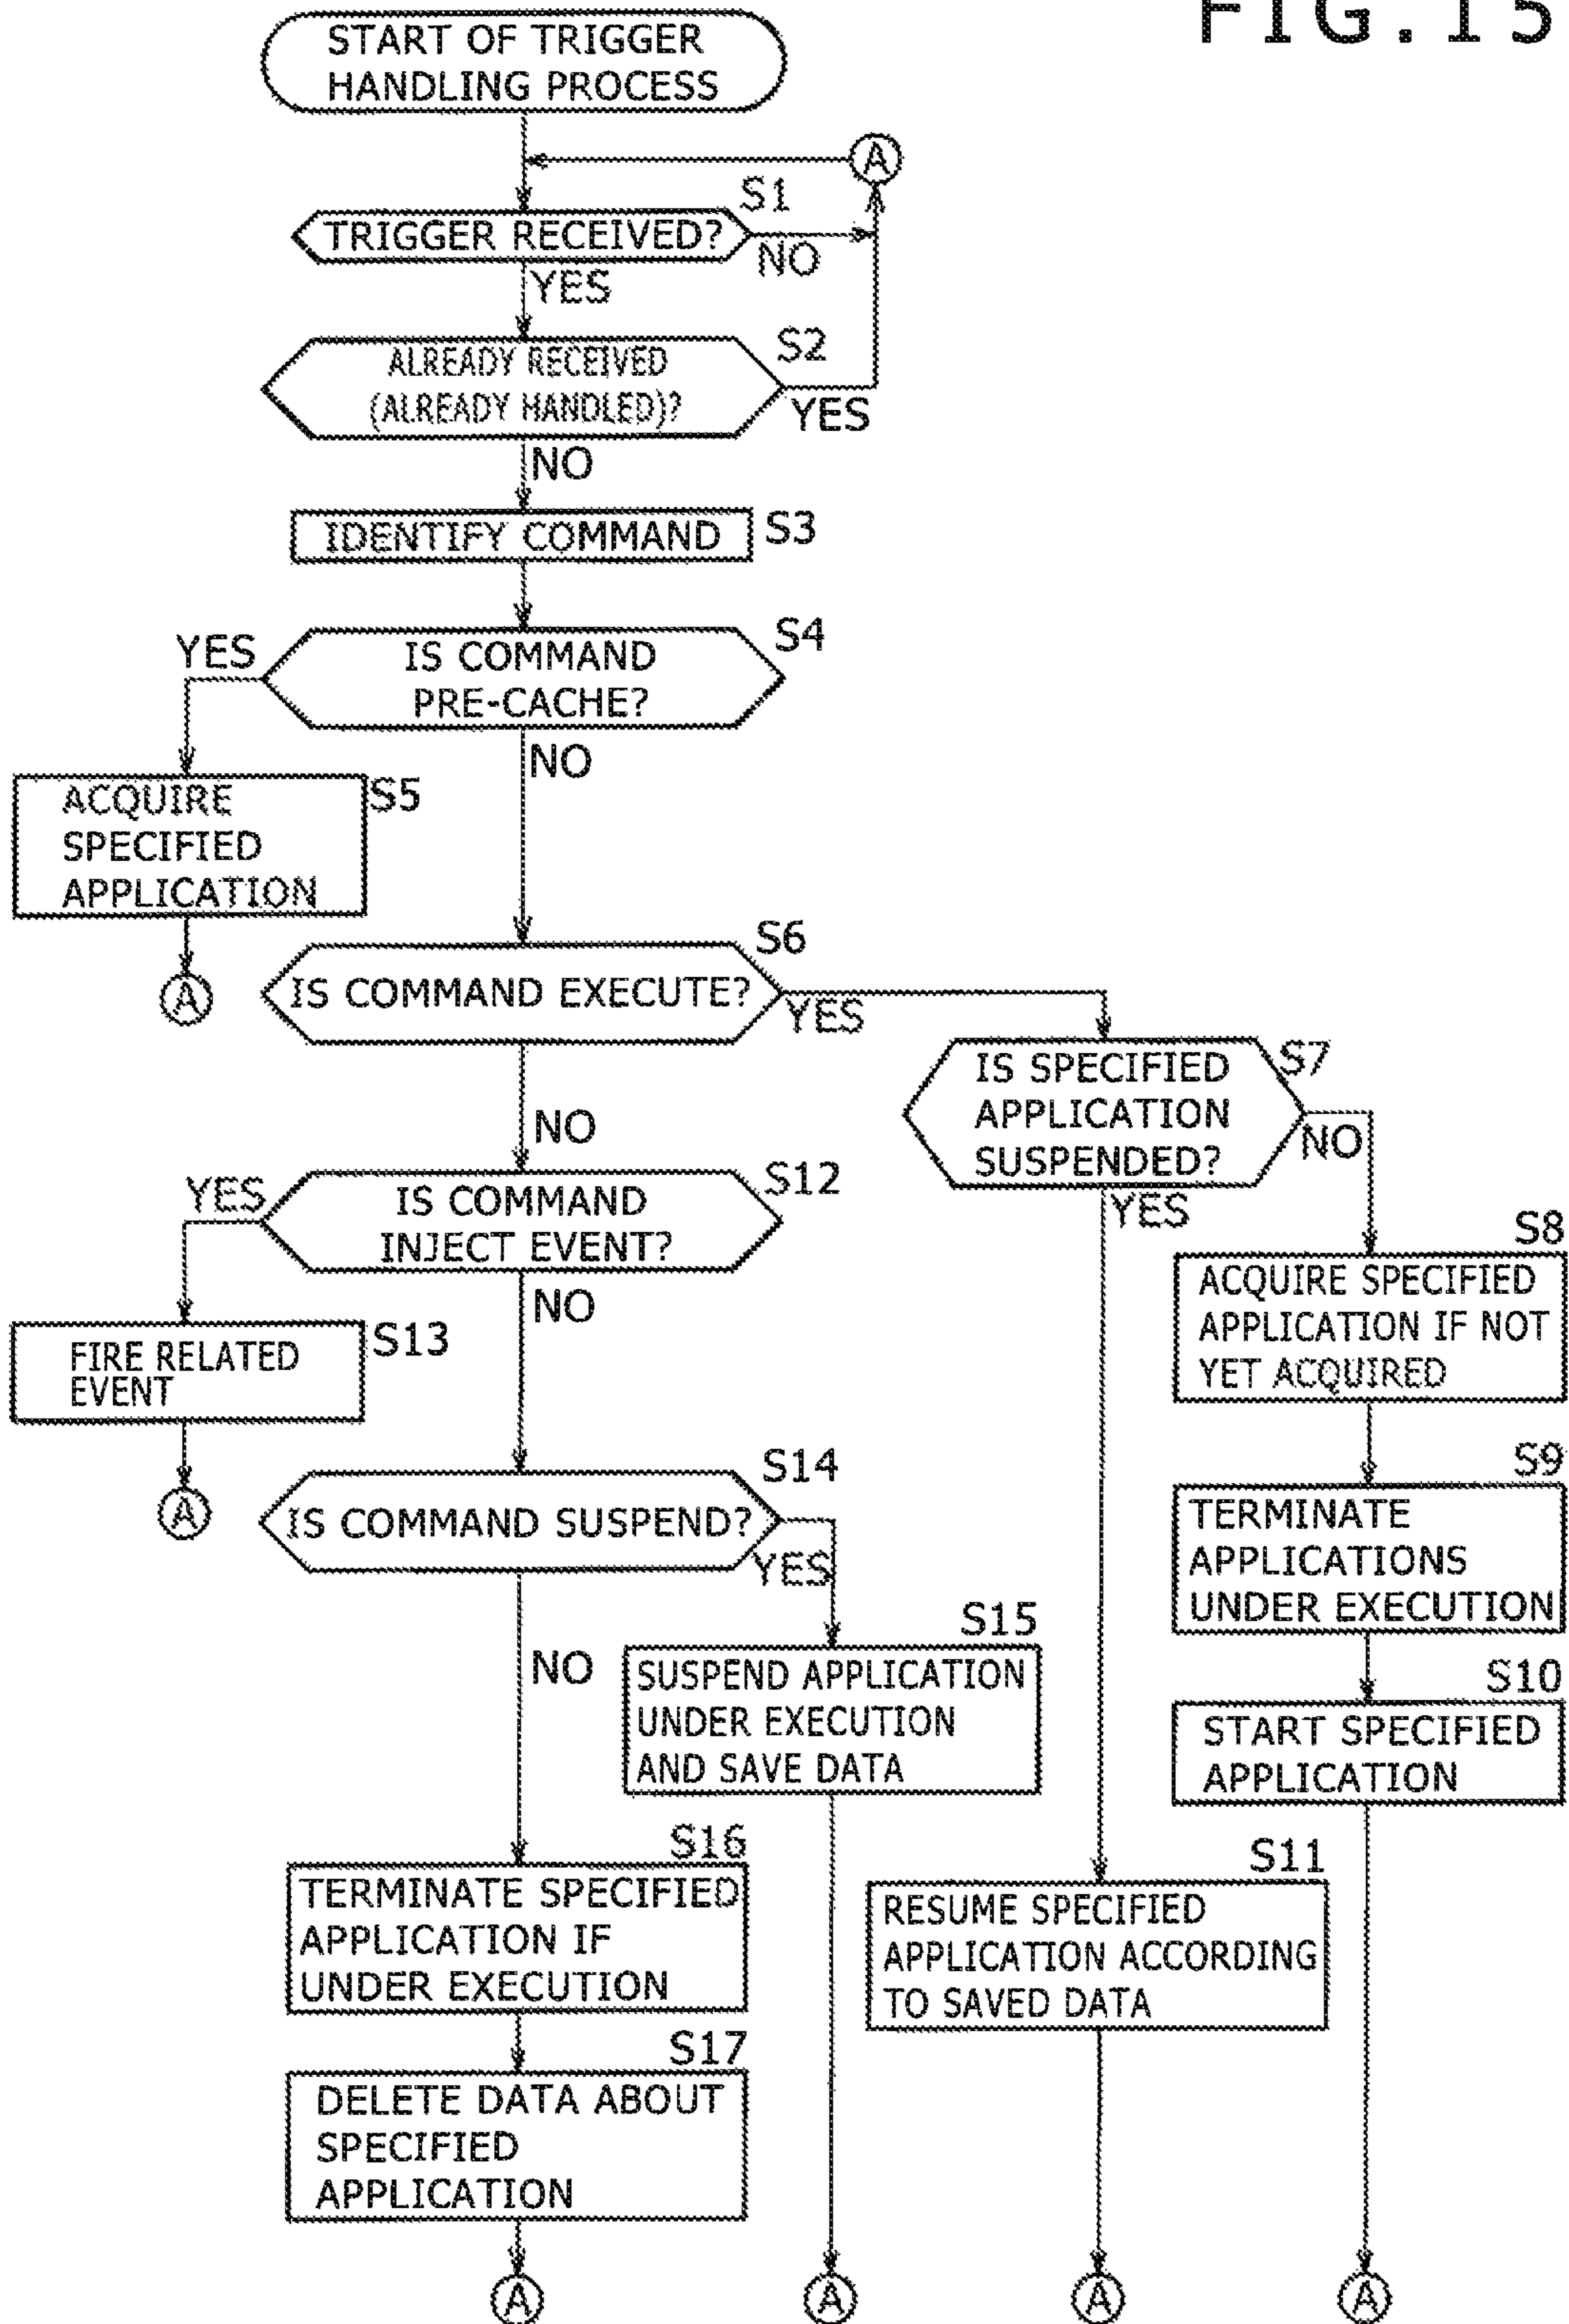 FIG.15
START OF TRIGGER
HANDLING PROCESS
A
S1
TRIGGER RECEIVED?
NO
YES
S2
ALREADY RECEIVED
(ALREADY HANDLED)?
YES
NO
IDENTIFY COMMAND
S3
S4
YES
IS COMMAND
PRE-CACHE?
NO
S5
ACQUIRE
SPECIFIED
APPLICATION
A
S6
IS COMMAND EXECUTE?
YES
NO
S7
IS SPECIFIED
APPLICATION
SUSPENDED?
NO
YES
S8
ACQUIRE SPECIFIED
APPLICATION IF NOT
YET ACQUIRED
S9
TERMINATE
APPLICATIONS
UNDER EXECUTION
S10
START SPECIFIED
APPLICATION
S11
RESUME SPECIFIED
APPLICATION ACCORDING
TO SAVED DATA
S12
YES
IS COMMAND
INJECT EVENT?
NO
S13
FIRE RELATED
EVENT
A
S14
IS COMMAND SUSPEND?
YES
NO
S15
SUSPEND APPLICATION
UNDER EXECUTION
AND SAVE DATA
S16
TERMINATE SPECIFIED
APPLICATION IF
UNDER EXECUTION
S17
DELETE DATA ABOUT
SPECIFIED
APPLICATION
A
A
A
A